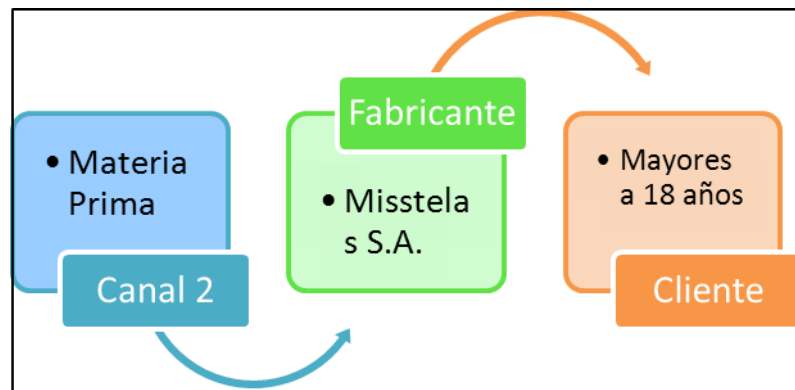 • Materia
Prima
Canal 2
Fabricante
• Misstela
s S.A.
• Mayores
a 18 años
Cliente